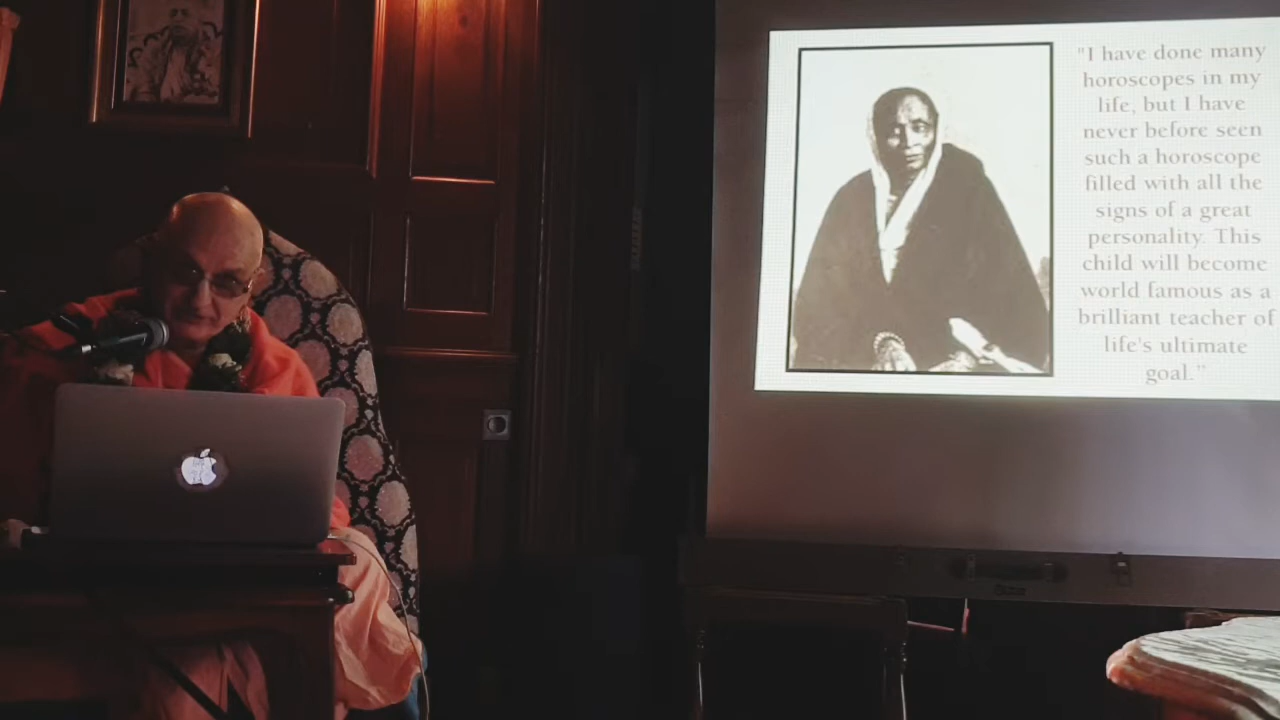 "I have done many
horoscopes in my
life, but I have
never before seen
such a horoscope
filled with all the
signs of a great
personality. This
child will become
world famous as a
brilliant teacher of
life's ultimate
goal."